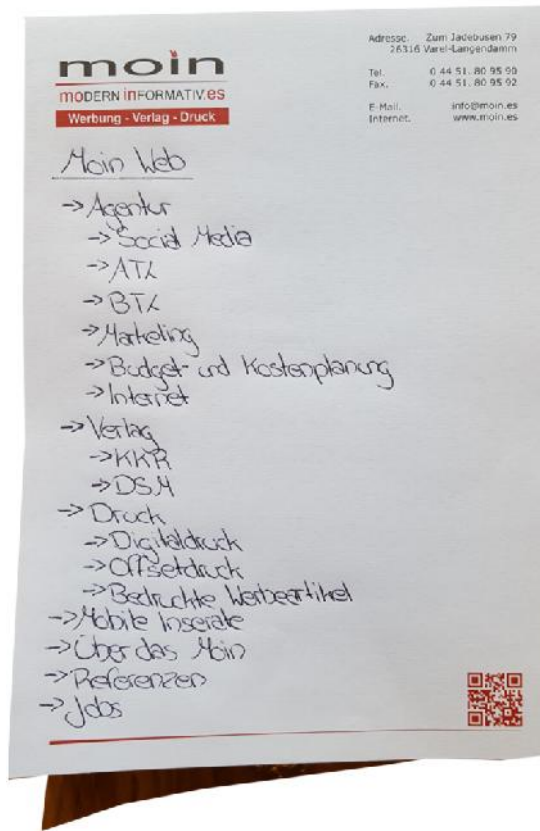 moin
MODERN INFORMATIV.es
Werbung - Verlag - Druck
Adresse. Zum Jadebusen 79
26316 Varel-Langendamm
Tel. 0 44 51. 80 95 90
Fax. 0 44 51. 80 95 92
E-Mail. info@moin.es
Internet. www.moin.es
Moin Web
-> Agentur
-> Social Media
-> ATL
-> BTL
-> Marketing
-> Budget- und Kostenplanung
-> Internet
-> Verlag
-> KKR
-> DSM
-> Druck
-> Digitaldruck
-> Offsetdruck
-> Bedruckte Werbeartikel
-> Mobile Inserate
-> Über das Moin
-> Referenzen
-> Jobs